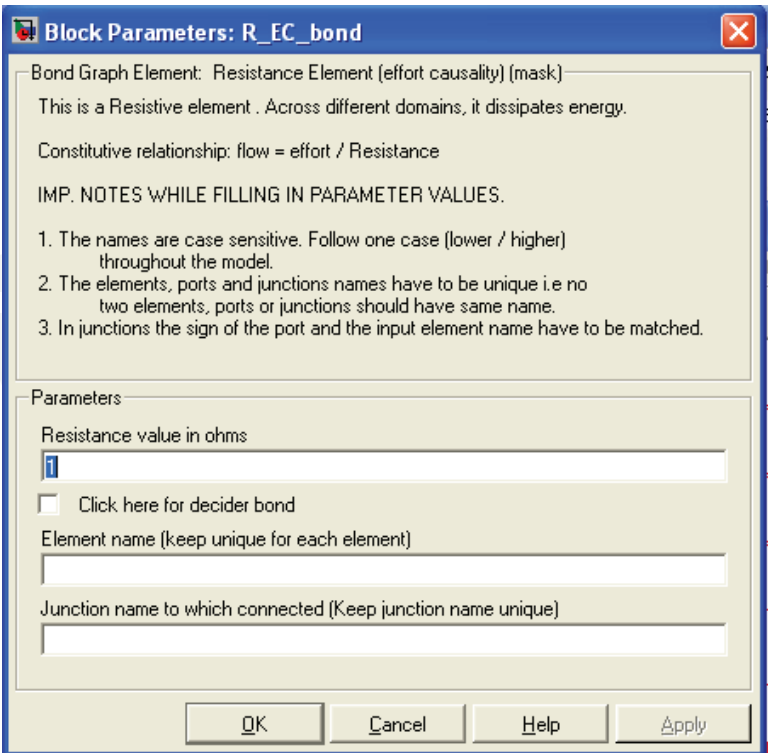 Block Parameters: R_EC_bond
Bond Graph Element: Resistance Element (effort causality) (mask)
This is a Resistive element . Across different domains, it dissipates energy.
Constitutive relationship: flow = effort / Resistance
IMP. NOTES WHILE FILLING IN PARAMETER VALUES.
1. The names are case sensitive. Follow one case (lower / higher)
throughout the model.
2. The elements, ports and junctions names have to be unique i.e no
two elements, ports or junctions should have same name.
3. In junctions the sign of the port and the input element name have to be matched.
Parameters
Resistance value in ohms
1
Click here for decider bond
Element name (keep unique for each element)
Junction name to which connected (Keep junction name unique)
OK Cancel Help Apply